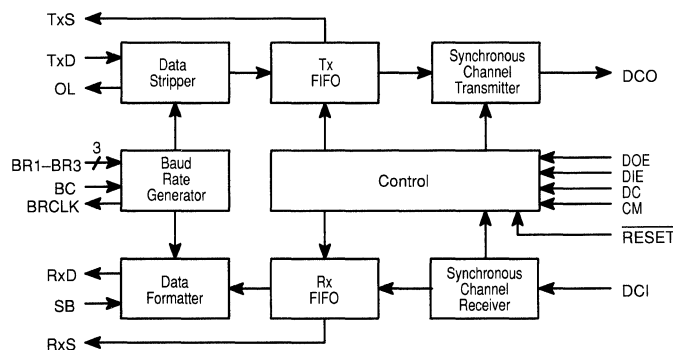 TxS
TxD
OL
Data
Stripper
Tx
FIFO
Synchronous
Channel
Transmitter
DCO
3
BR1–BR3
BC
BRCLK
Baud
Rate
Generator
Control
DOE
DIE
DC
CM
RESET
RxD
SB
Data
Formatter
Rx
FIFO
Synchronous
Channel
Receiver
DCI
RxS